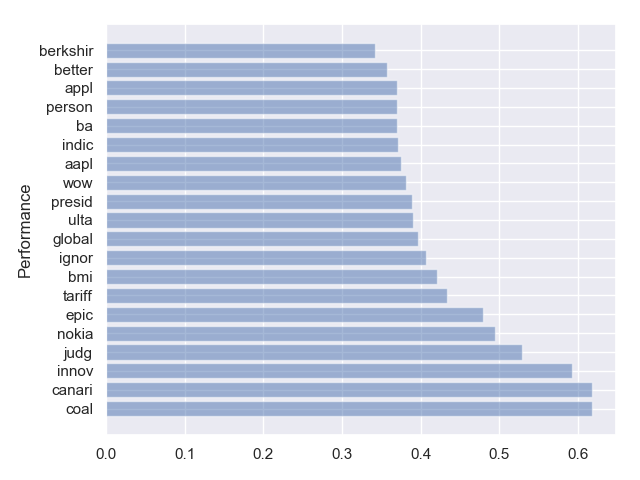 berkshir
better
appl
person
ba
indic
aapl
wow
presid
ulta
global
ignor
bmi
tariff
epic
nokia
judg
innov
canari
coal
Performance
0.0 0.1 0.2 0.3 0.4 0.5 0.6